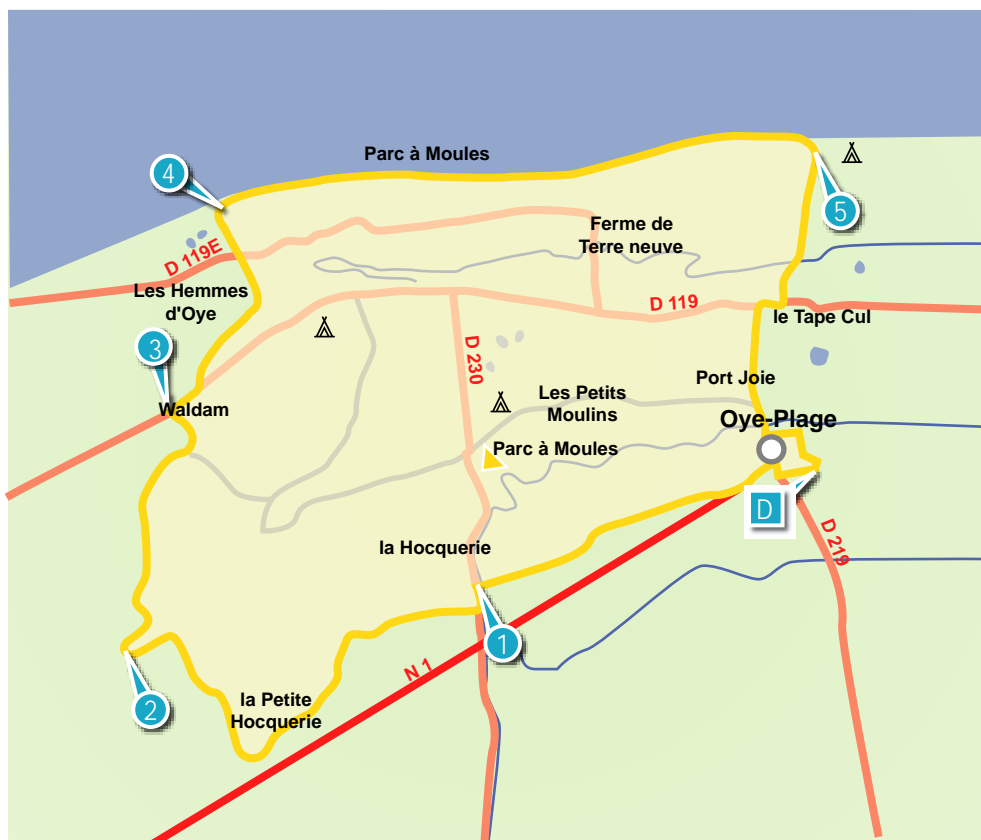 Parc à Moules
4
5
Ferme de
Terre neuve
D 119E
Les Hemmes
d'Oye
D 119
le Tape Cul
3
D 230
Port Joie
Les Petits
Moulins
Waldam
Oye-Plage
Parc à Moules
D
D 219
la Hocquerie
1
N 1
2
la Petite
Hocquerie